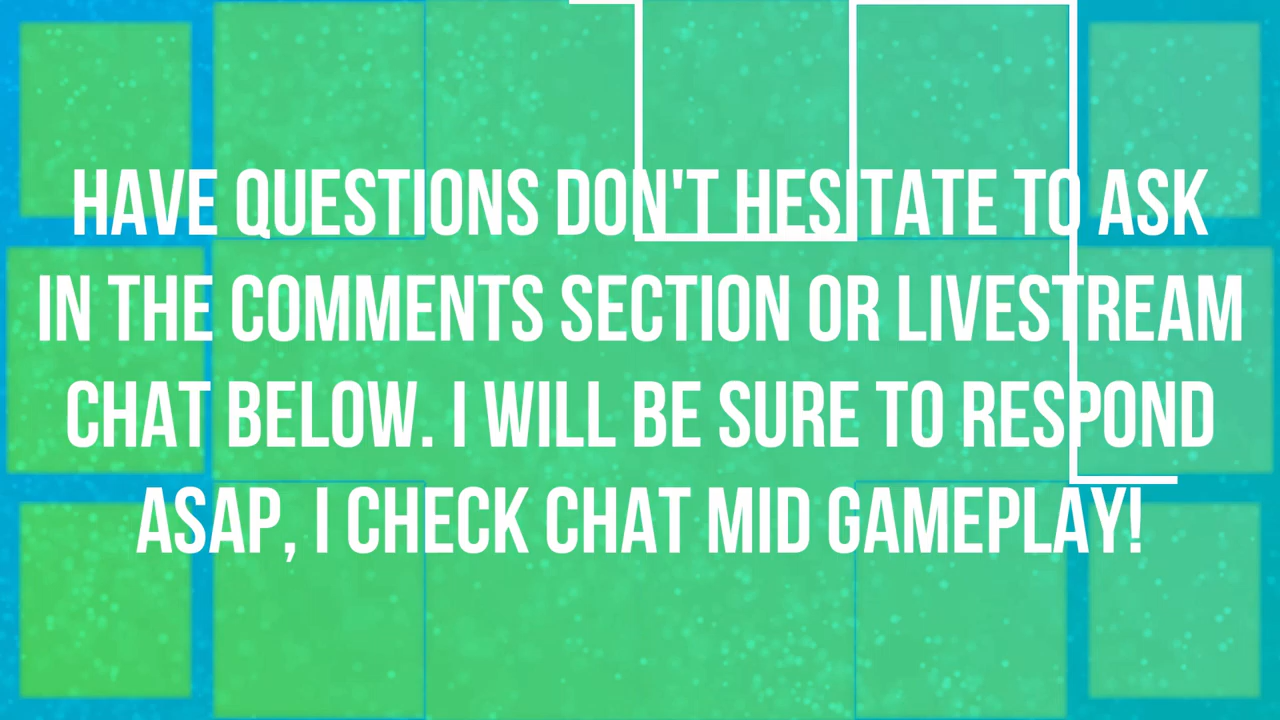 HAVE QUESTIONS DON'T HESITATE TO ASK
IN THE COMMENTS SECTION OR LIVESTREAM
CHAT BELOW. I WILL BE SURE TO RESPOND
ASAP, I CHECK CHAT MID GAMEPLAY!